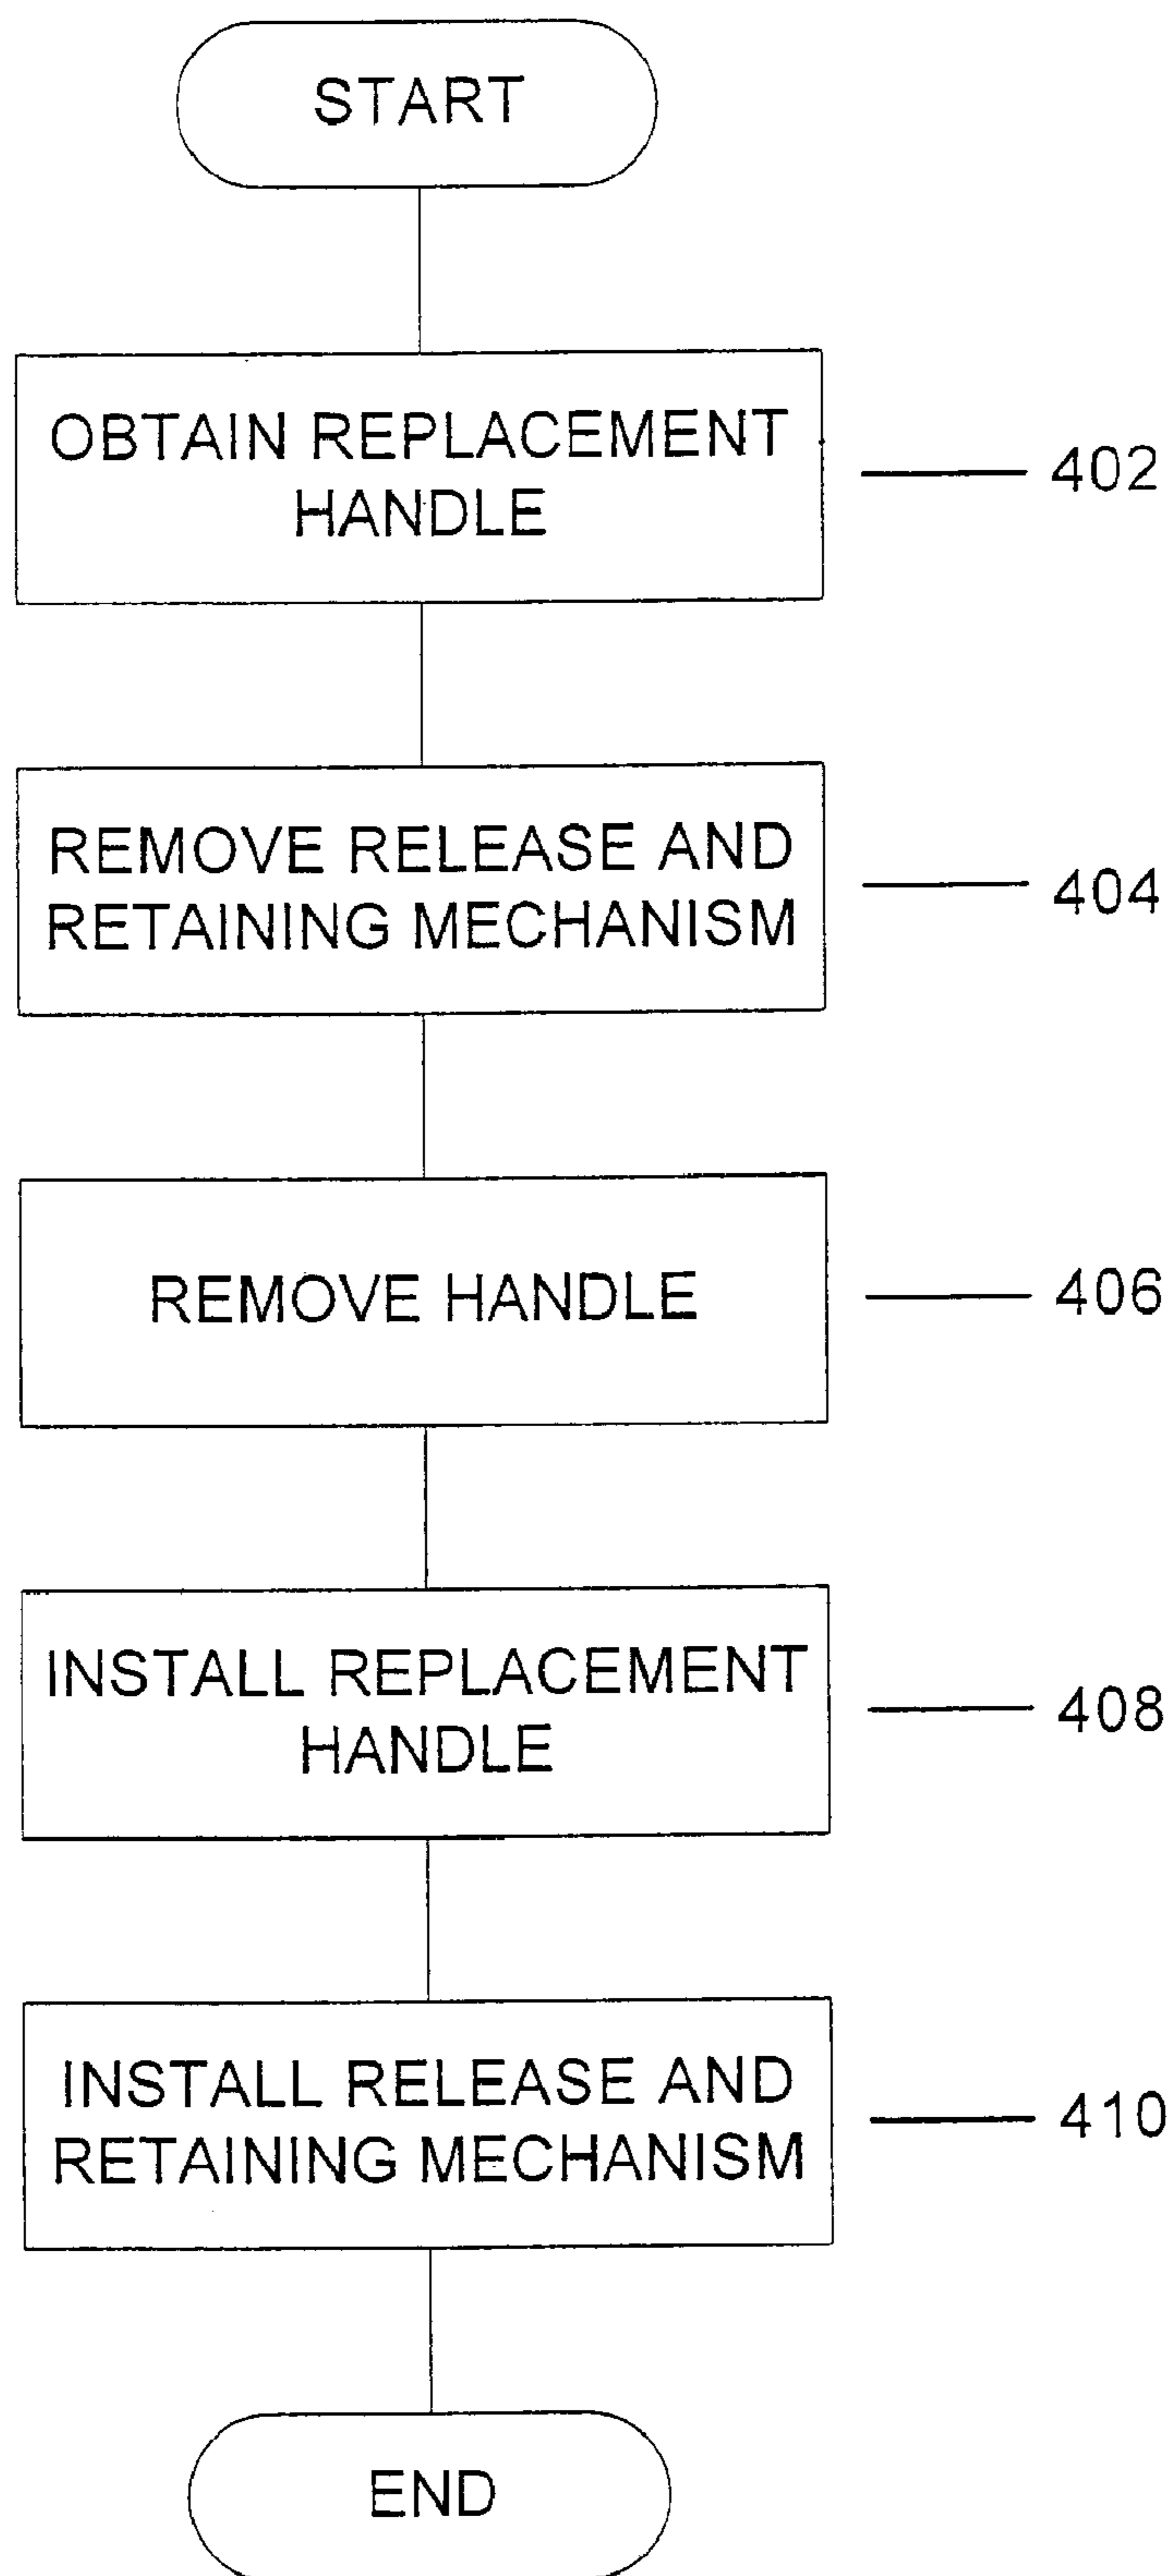 START
OBTAIN REPLACEMENT
HANDLE
402
REMOVE RELEASE AND
RETAINING MECHANISM
404
REMOVE HANDLE
406
INSTALL REPLACEMENT
HANDLE
408
INSTALL RELEASE AND
RETAINING MECHANISM
410
END